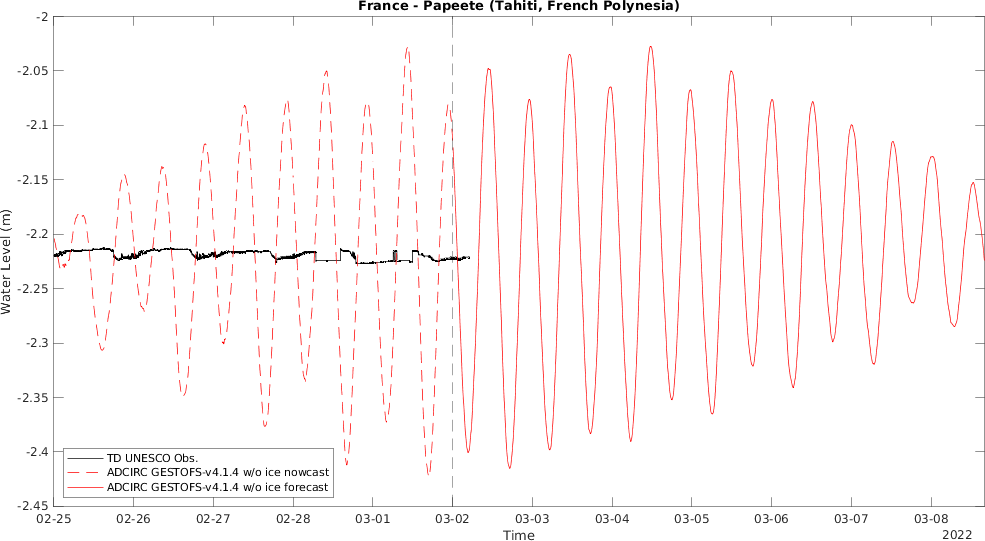 France - Papeete (Tahiti, French Polynesia)
-2
-2.05
-2.1
-2.15
-2.2
-2.25
-2.3
-2.35
-2.4
-2.45
Water Level (m)
TD UNESCO Obs.
ADCIRC GESTOFS-v4.1.4 w/o ice nowcast
ADCIRC GESTOFS-v4.1.4 w/o ice forecast
02-25 02-26 02-27 02-28 03-01 03-02 03-03 03-04 03-05 03-06 03-07 03-08
Time
2022